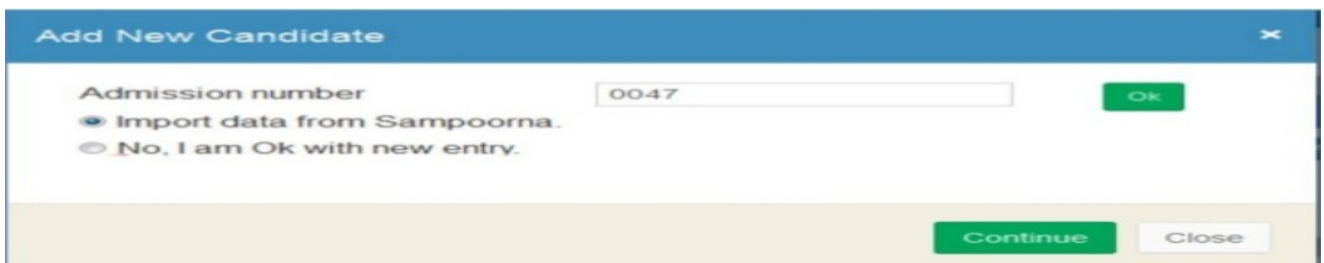 Add New Candidate ×
Admission number 0047 Ok
Import data from Sampoorna.
No, I am Ok with new entry.
Continue Close